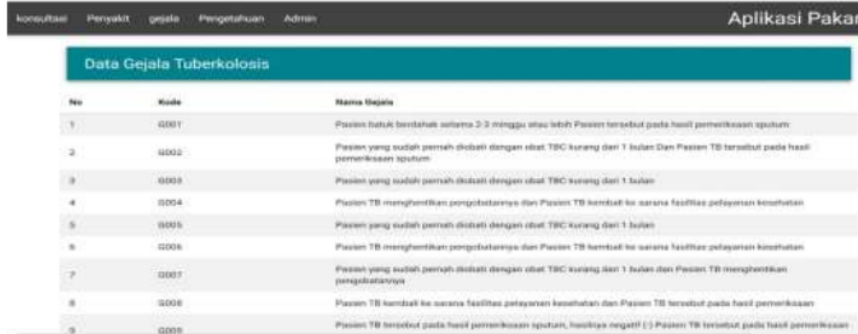 konsultasi Penyakit gejala Pengetahuan Admin Aplikasi Pakar
Data Gejala Tuberkolosis
No Kode Nama Gejala
1 G001 Pasien batuk berdahak selama 2-3 minggu atau lebih Pasien tersebut pada hasil pemeriksaan sputum
2 G002 Pasien yang sudah pernah diobati dengan obat TBC kurang dari 1 bulan Dan Pasien TB tersebut pada hasil
pemeriksaan sputum
3 G003 Pasien yang sudah pernah diobati dengan obat TBC kurang dari 1 bulan
4 G004 Pasien TB menghentikan pengobatannya dan Pasien TB kembali ke sarana fasilitas pelayanan kesehatan
5 G005 Pasien yang sudah pernah diobati dengan obat TBC kurang dari 1 bulan
6 G006 Pasien TB menghentikan pengobatannya dan Pasien TB kembali ke sarana fasilitas pelayanan kesehatan
7 G007 Pasien yang sudah pernah diobati dengan obat TBC kurang dari 1 bulan dan Pasien TB menghentikan
pengobatannya
8 G008 Pasien TB kembali ke sarana fasilitas pelayanan kesehatan dan Pasien TB tersebut pada hasil pemeriksaan
9 G009 Pasien TB tersebut pada hasil pemeriksaan sputum, hasilnya negatif (-) Pasien TB tersebut pada hasil pemeriksaan